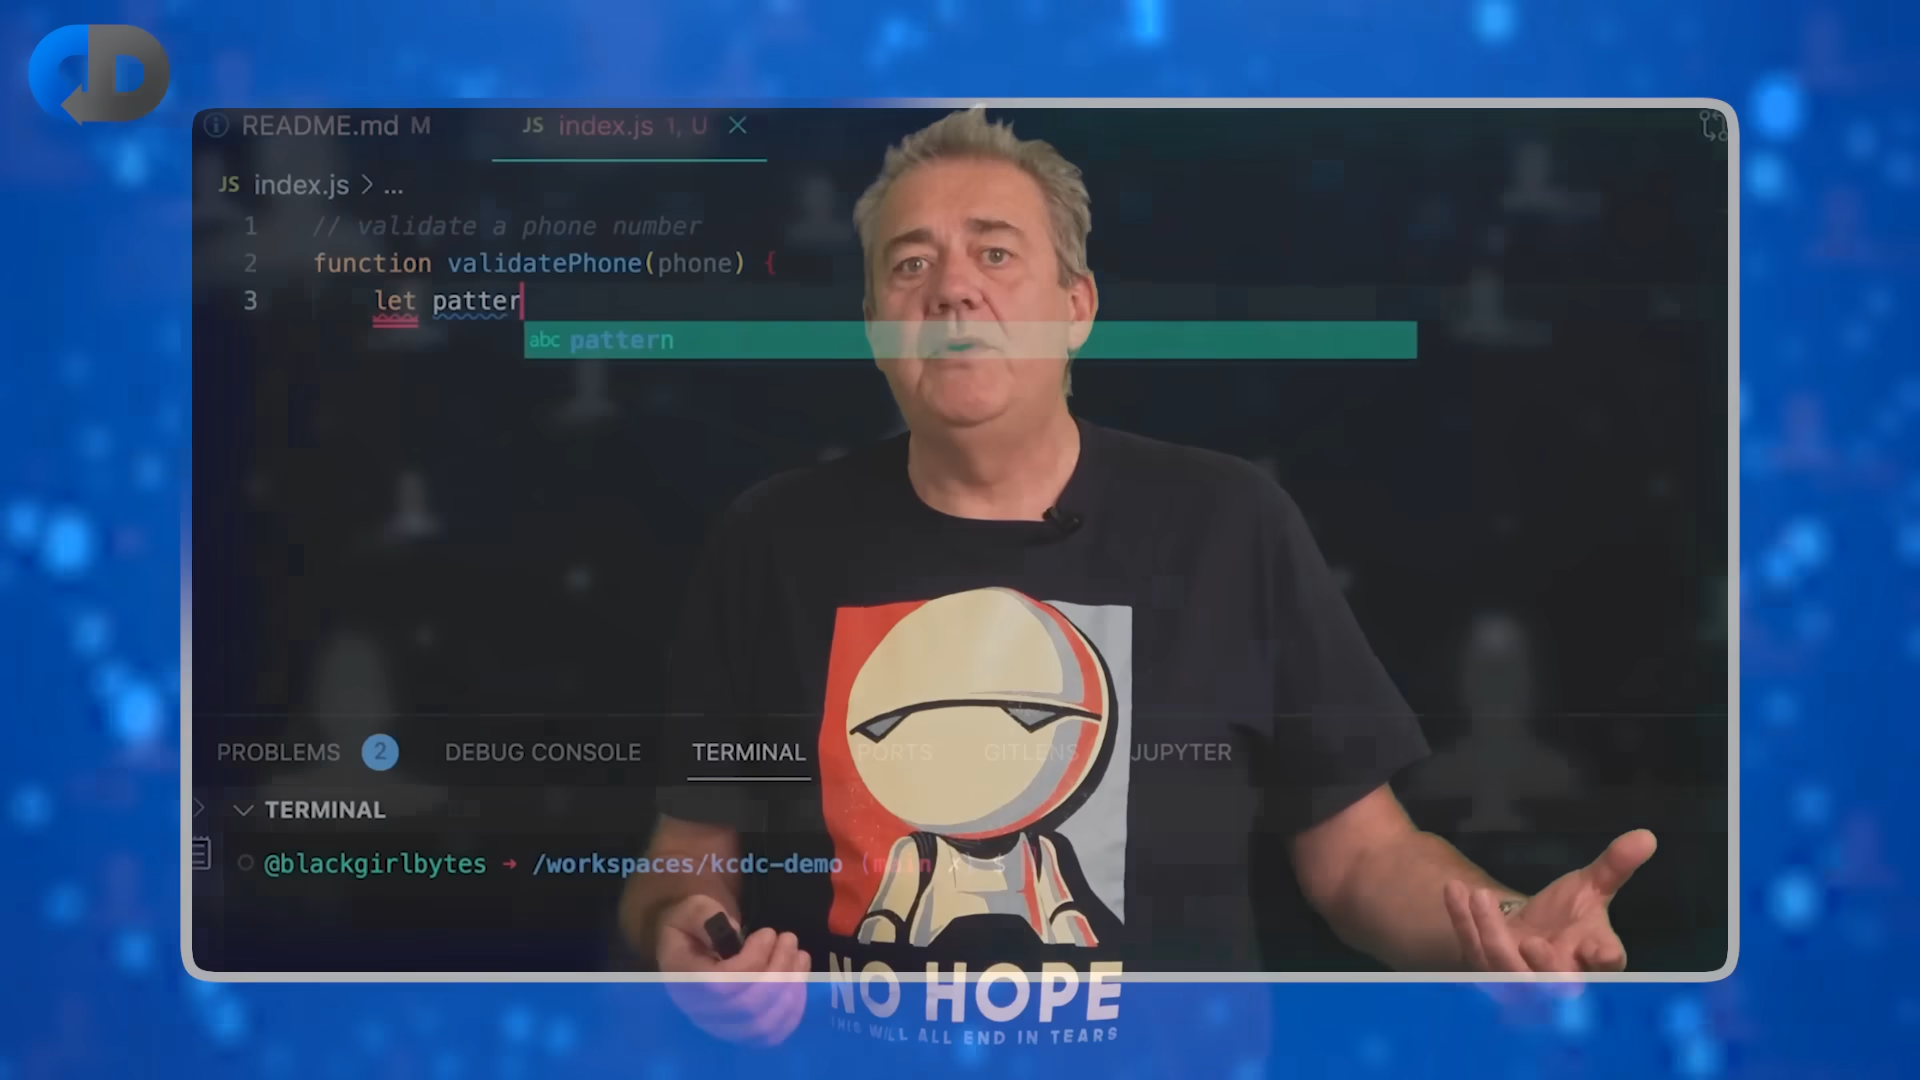 README.md M
JS index.js 1, U
JS index.js > ...
1 // validate a phone number
2 function validatePhone(phone) {
3 let patter
abc pattern
PROBLEMS 2 DEBUG CONSOLE TERMINAL PORTS GITLENS JUPYTER
TERMINAL
@blackgirlbytes → /workspaces/kcdc-demo (main x) $
NO HOPE
THIS WILL ALL END IN TEARS